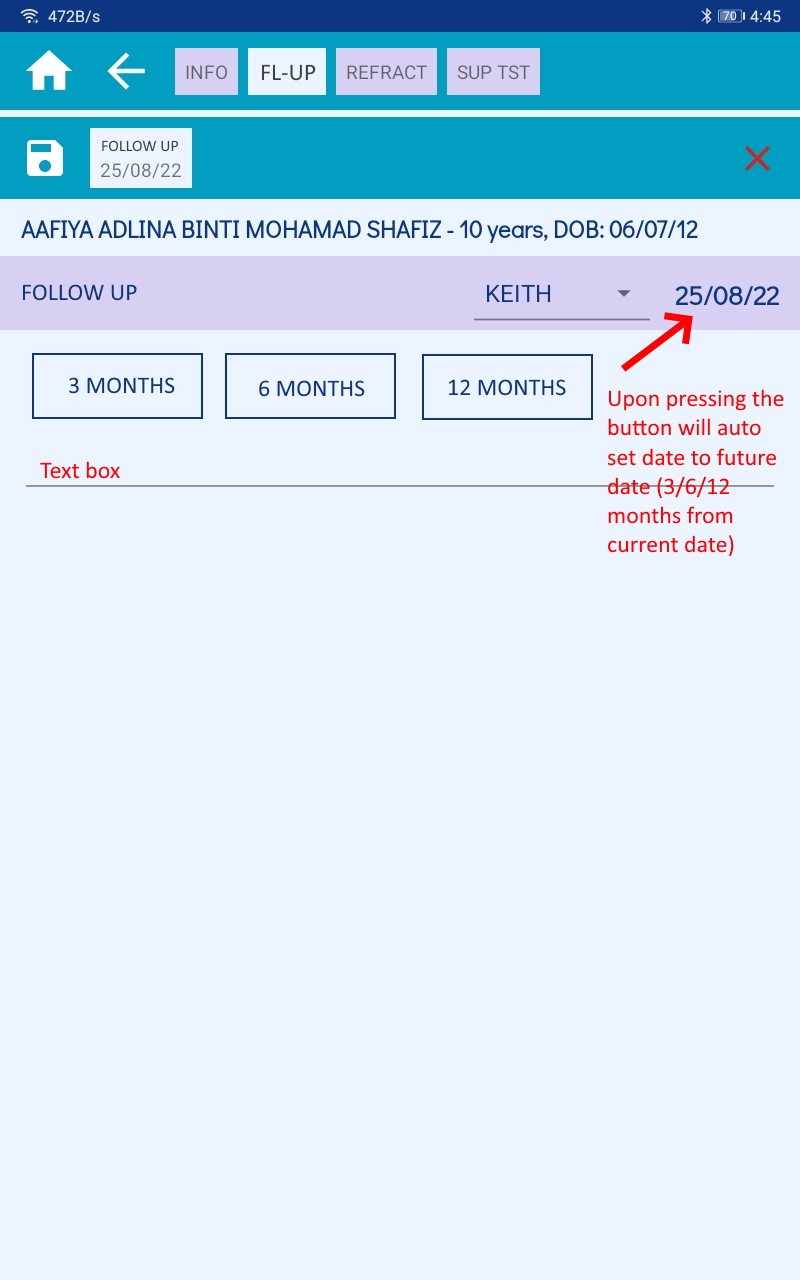 472B/s 70 4:45
INFO FL-UP REFRACT SUP TST
FOLLOW UP
25/08/22
AAFIYA ADLINA BINTI MOHAMAD SHAFIZ - 10 years, DOB: 06/07/12
FOLLOW UP KEITH 25/08/22
3 MONTHS 6 MONTHS 12 MONTHS
Upon pressing the
button will auto
set date to future
date (3/6/12
months from
current date)
Text box